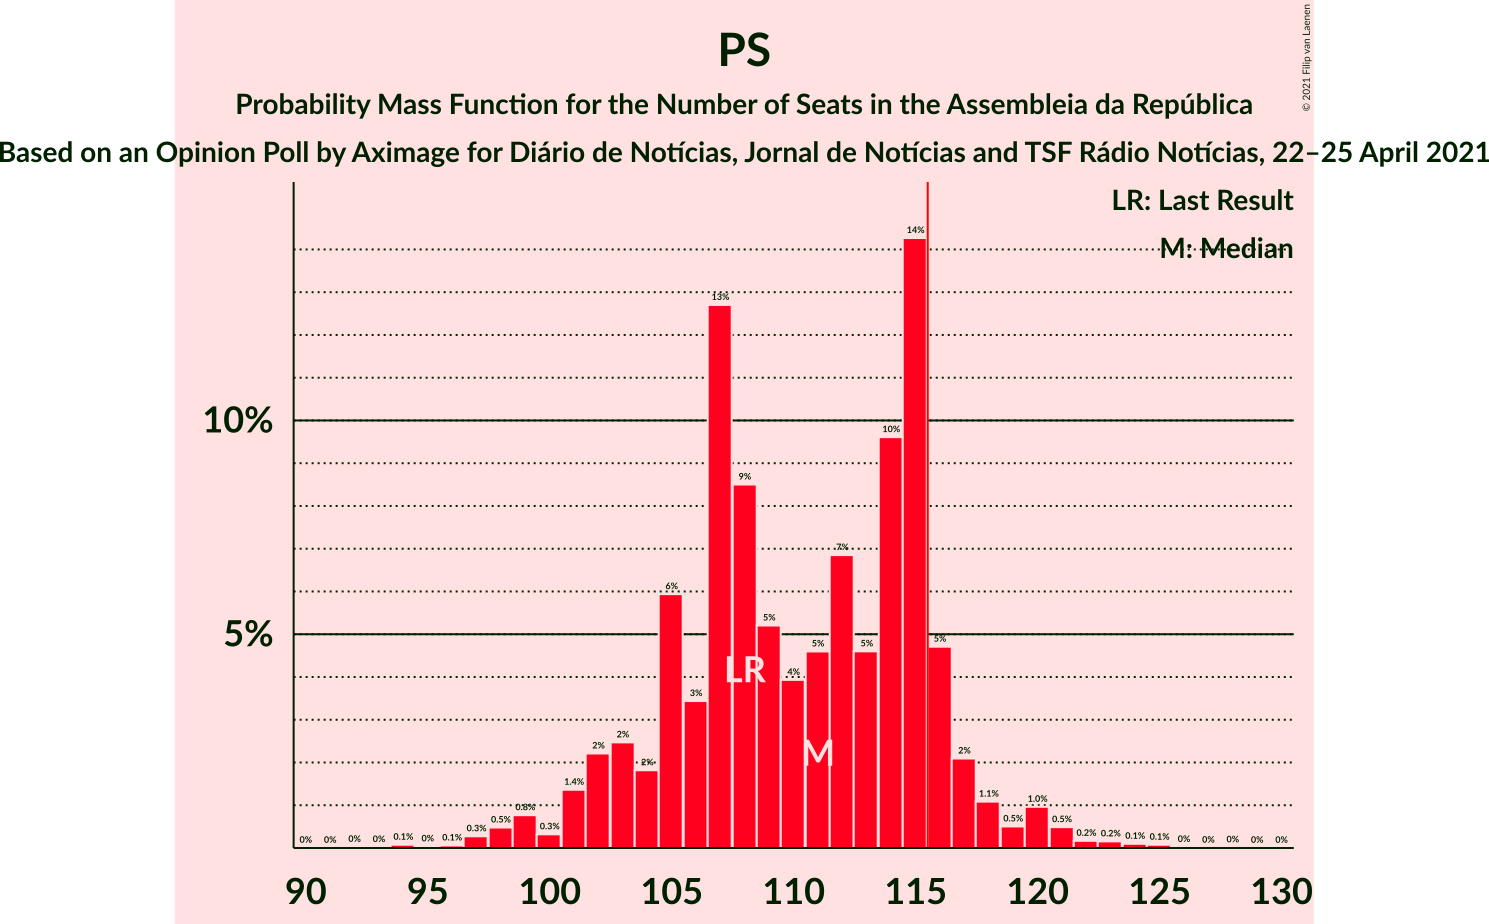 PS
Probability Mass Function for the Number of Seats in the Assembleia da República
Based on an Opinion Poll by Aximage for Diário de Notícias, Jornal de Notícias and TSF Rádio Notícias, 22–25 April 2021
© 2021 Filip van Laenen
LR: Last Result
M: Median
10%
5%
0% 0% 0% 0% 0.1% 0% 0.1% 0.3% 0.5% 0.8% 0.3% 1.4% 2% 2% 2% 6% 3% 13% 9% 5% 4% 5% 7% 5% 10% 14% 5% 2% 1.1% 0.5% 1.0% 0.5% 0.2% 0.2% 0.1% 0.1% 0% 0% 0% 0% 0%
LR
M
90 95 100 105 110 115 120 125 130